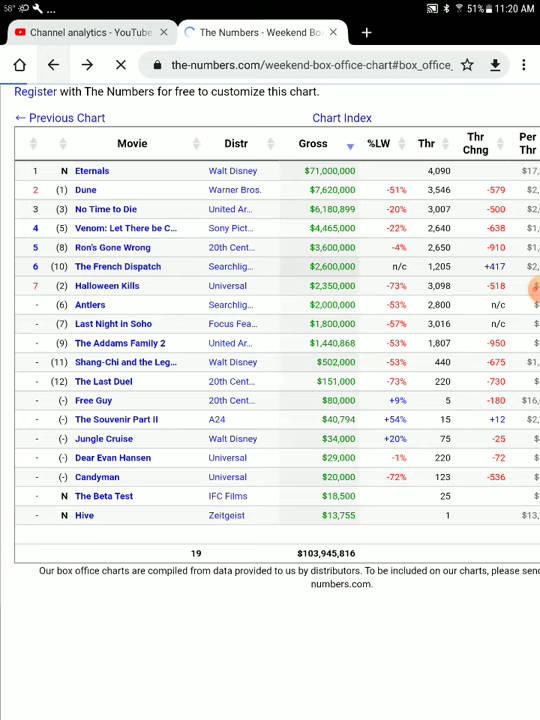 58° ... 51% 11:20 AM
Channel analytics - YouTube × The Numbers - Weekend Bo × +
the-numbers.com/weekend-box-office-chart#box_office_
Register with The Numbers for free to customize this chart.
← Previous Chart Chart Index
Movie Distr Gross %LW Thr Thr Chng Per Thr
1 N Eternals Walt Disney $71,000,000 4,090 $17,
2 (1) Dune Warner Bros. $7,620,000 -51% 3,546 -579 $2,
3 (3) No Time to Die United Ar... $6,180,899 -20% 3,007 -500 $2,
4 (5) Venom: Let There be C... Sony Pict... $4,465,000 -22% 2,640 -638 $1,
5 (8) Ron's Gone Wrong 20th Cent... $3,600,000 -4% 2,650 -910 $1,
6 (10) The French Dispatch Searchlig... $2,600,000 n/c 1,205 +417 $2,
7 (2) Halloween Kills Universal $2,350,000 -73% 3,098 -518
- (6) Antlers Searchlig... $2,000,000 -53% 2,800 n/c
- (7) Last Night in Soho Focus Fea... $1,800,000 -57% 3,016 n/c $
- (9) The Addams Family 2 United Ar... $1,440,868 -53% 1,807 -950 $
- (11) Shang-Chi and the Leg... Walt Disney $502,000 -53% 440 -675 $1,
- (12) The Last Duel 20th Cent... $151,000 -73% 220 -730 $
- (-) Free Guy 20th Cent... $80,000 +9% 5 -180 $16,
- (-) The Souvenir Part II A24 $40,794 +54% 15 +12 $2,
- (-) Jungle Cruise Walt Disney $34,000 +20% 75 -25 $
- (-) Dear Evan Hansen Universal $29,000 -1% 220 -72 $
- (-) Candyman Universal $20,000 -72% 123 -536 $
- N The Beta Test IFC Films $18,500 25 $
- N Hive Zeitgeist $13,755 1 $13,
19 $103,945,816
Our box office charts are compiled from data provided to us by distributors. To be included on our charts, please send
numbers.com.